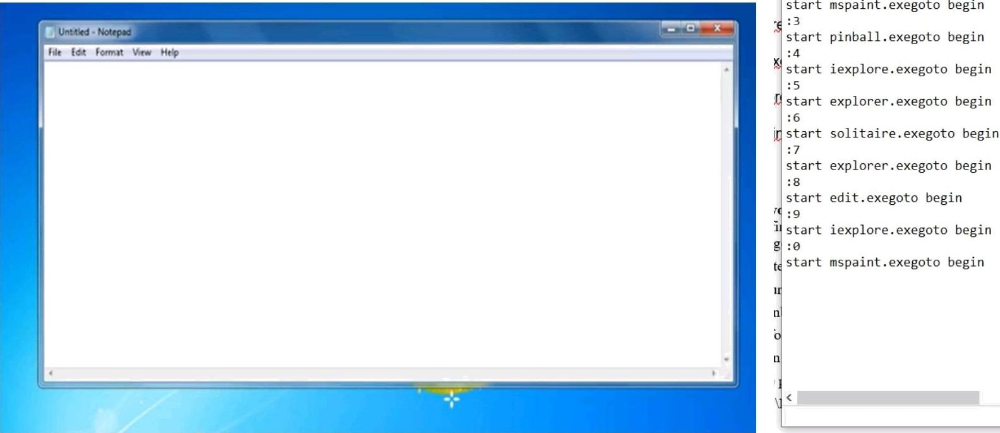 Untitled - Notepad
File Edit Format View Help
start mspaint.exegoto begin
:3
start pinball.exegoto begin
:4
start iexplore.exegoto begin
:5
start explorer.exegoto begin
:6
start solitaire.exegoto begin
:7
start explorer.exegoto begin
:8
start edit.exegoto begin
:9
start iexplore.exegoto begin
:0
start mspaint.exegoto begin